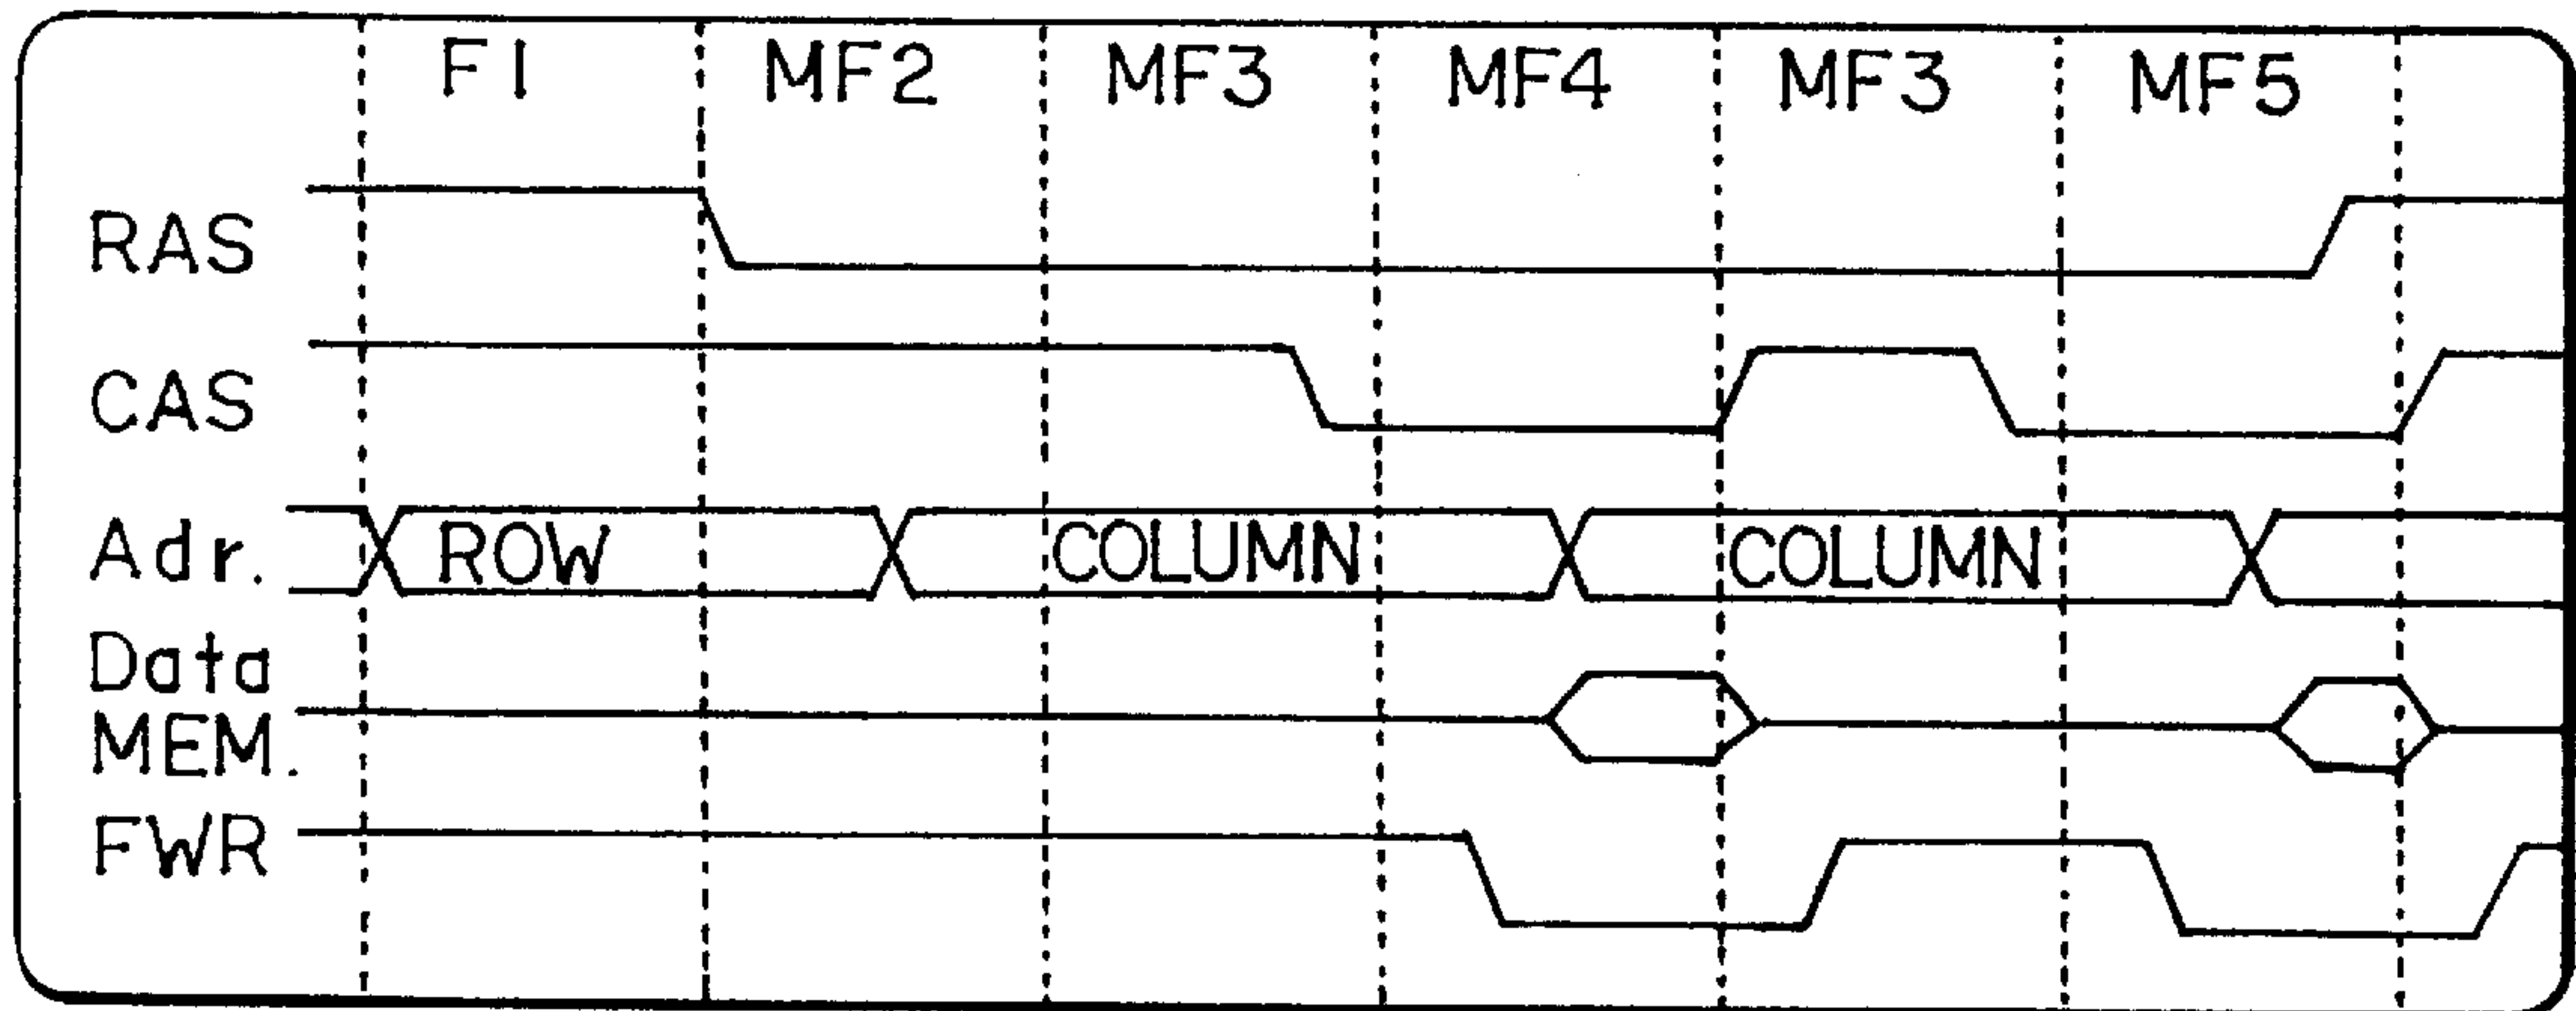 F1 MF2 MF3 MF4 MF3 MF5
RAS
CAS
Adr. ROW COLUMN COLUMN
Data
MEM.
FWR